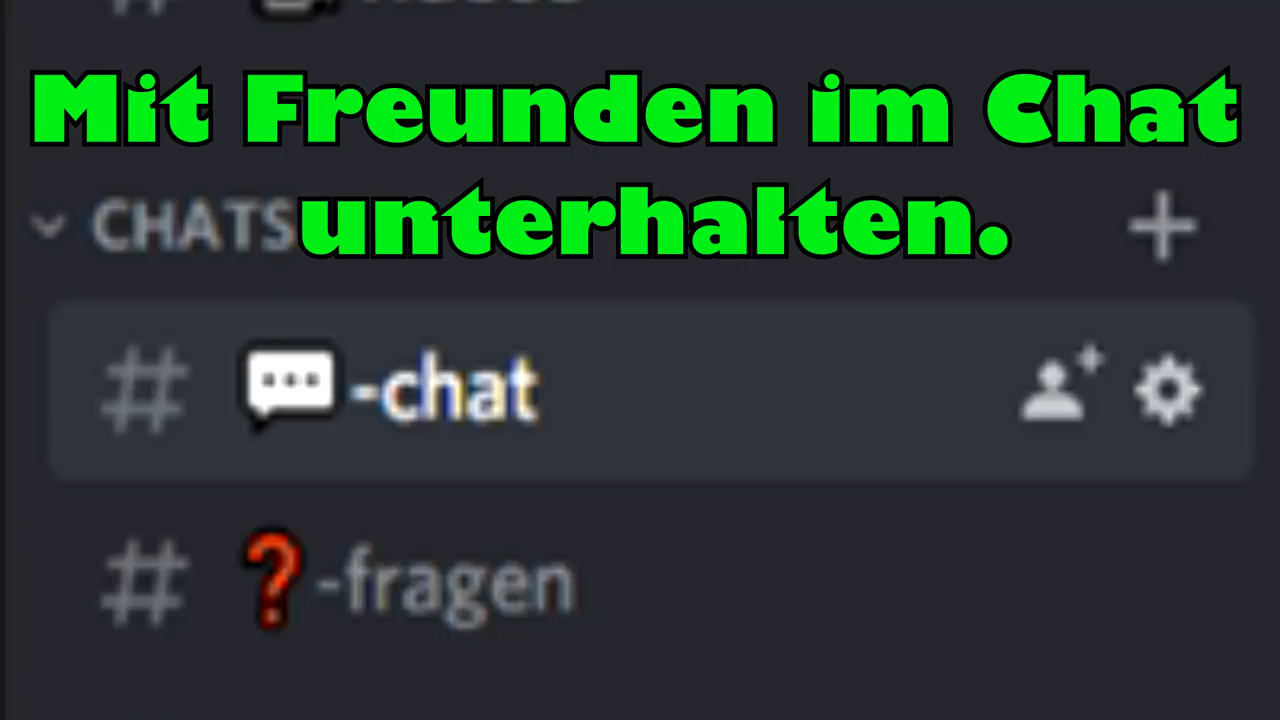 Mit Freunden im Chat
unterhalten.
CHATS
# 💬-chat
# ❓-fragen